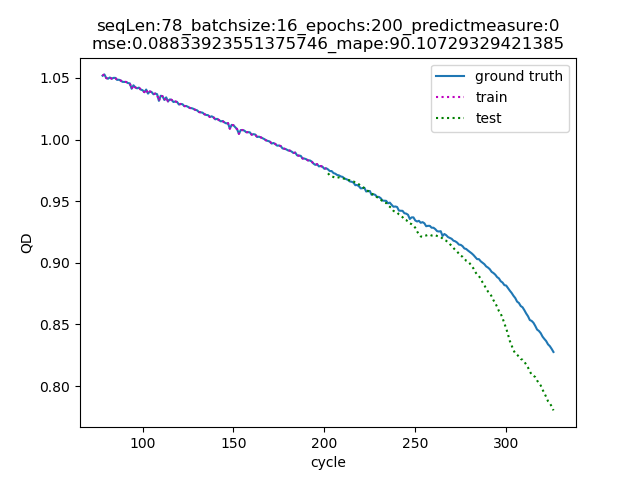 seqLen:78_batchsize:16_epochs:200_predictmeasure:0
mse:0.08833923551375746_mape:90.10729329421385
ground truth
train
test
1.05
1.00
0.95
0.90
0.85
0.80
QD
100
150
200
250
300
cycle